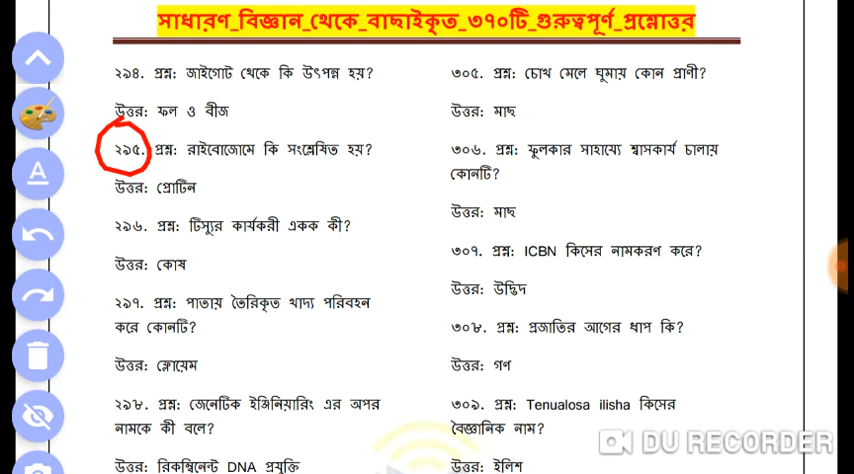 সাধারণ_বিজ্ঞান_থেকে_বাছাইকৃত_৩৭০টি_গুরুত্বপূর্ণ_প্রশ্নোত্তর
২৯৪. প্রশ্ন: জাইগোট থেকে কি উৎপন্ন হয়?
উত্তর: ফল ও বীজ
২৯৫. প্রশ্ন: রাইবোজোমে কি সংশ্লেষিত হয়?
উত্তর: প্রোটিন
২৯৬. প্রশ্ন: টিস্যুর কার্যকরী একক কী?
উত্তর: কোষ
২৯৭. প্রশ্ন: পাতায় তৈরিকৃত খাদ্য পরিবহন
করে কোনটি?
উত্তর: ফ্লোয়েম
২৯৮. প্রশ্ন: জেনেটিক ইঞ্জিনিয়ারিং এর অপর
নামকে কী বলে?
উত্তর: রিকম্বিনেন্ট DNA প্রযুক্তি
৩০৫. প্রশ্ন: চোখ মেলে ঘুমায় কোন প্রাণী?
উত্তর: মাছ
৩০৬. প্রশ্ন: ফুলকার সাহায্যে শ্বাসকার্য চালায়
কোনটি?
উত্তর: মাছ
৩০৭. প্রশ্ন: ICBN কিসের নামকরণ করে?
উত্তর: উদ্ভিদ
৩০৮. প্রশ্ন: প্রজাতির আগের ধাপ কি?
উত্তর: গণ
৩০৯. প্রশ্ন: Tenualosa ilisha কিসের
বৈজ্ঞানিক নাম?
উত্তর: ইলিশ
A
DU RECORDER